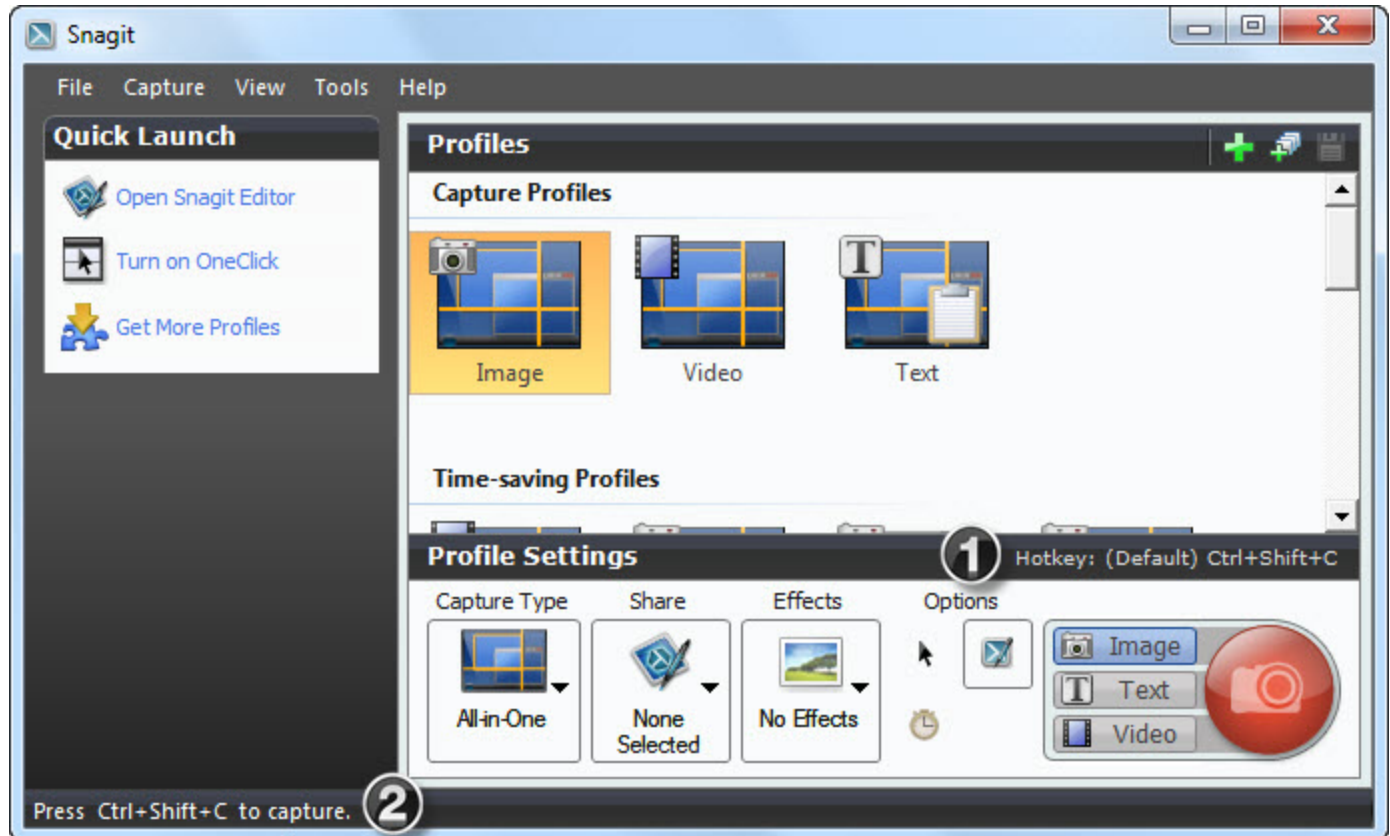 Snagit
File Capture View Tools Help
Quick Launch
Open Snagit Editor
Turn on OneClick
Get More Profiles
Profiles
Capture Profiles
T
Image Video Text
Time-saving Profiles
Profile Settings
1
Hotkey: (Default) Ctrl+Shift+C
Capture Type Share Effects Options
All-in-One
None
Selected
No Effects
Image
T Text
Video
Press Ctrl+Shift+C to capture.
2